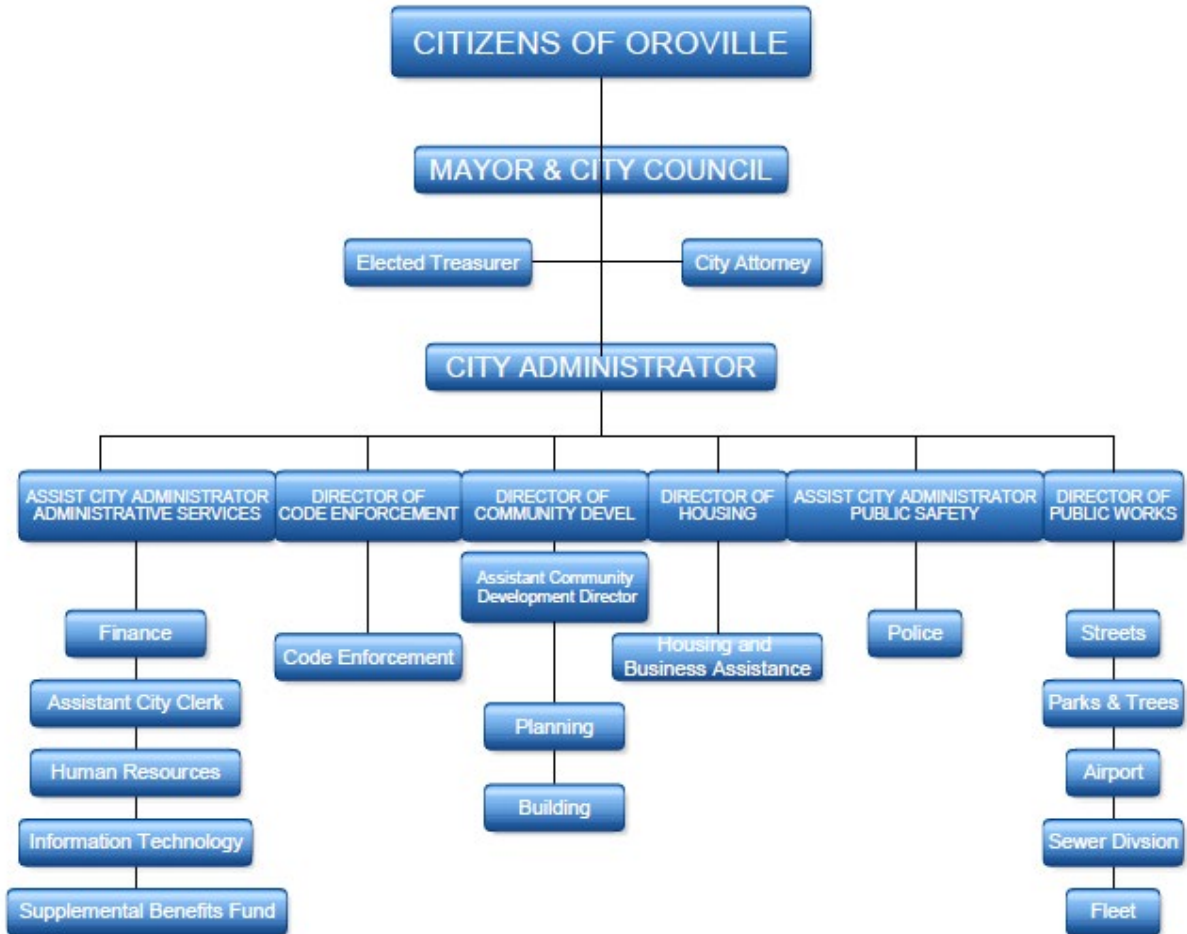 CITIZENS OF OROVILLE
MAYOR & CITY COUNCIL
Elected Treasurer
City Attorney
CITY ADMINISTRATOR
ASSIST CITY ADMINISTRATOR
ADMINISTRATIVE SERVICES
DIRECTOR OF
CODE ENFORCEMENT
DIRECTOR OF
COMMUNITY DEVEL
DIRECTOR OF
HOUSING
ASSIST CITY ADMINISTRATOR
PUBLIC SAFETY
DIRECTOR OF
PUBLIC WORKS
Finance
Assistant City Clerk
Human Resources
Information Technology
Supplemental Benefits Fund
Code Enforcement
Assistant Community
Development Director
Planning
Building
Housing and
Business Assistance
Police
Streets
Parks & Trees
Airport
Sewer Divsion
Fleet